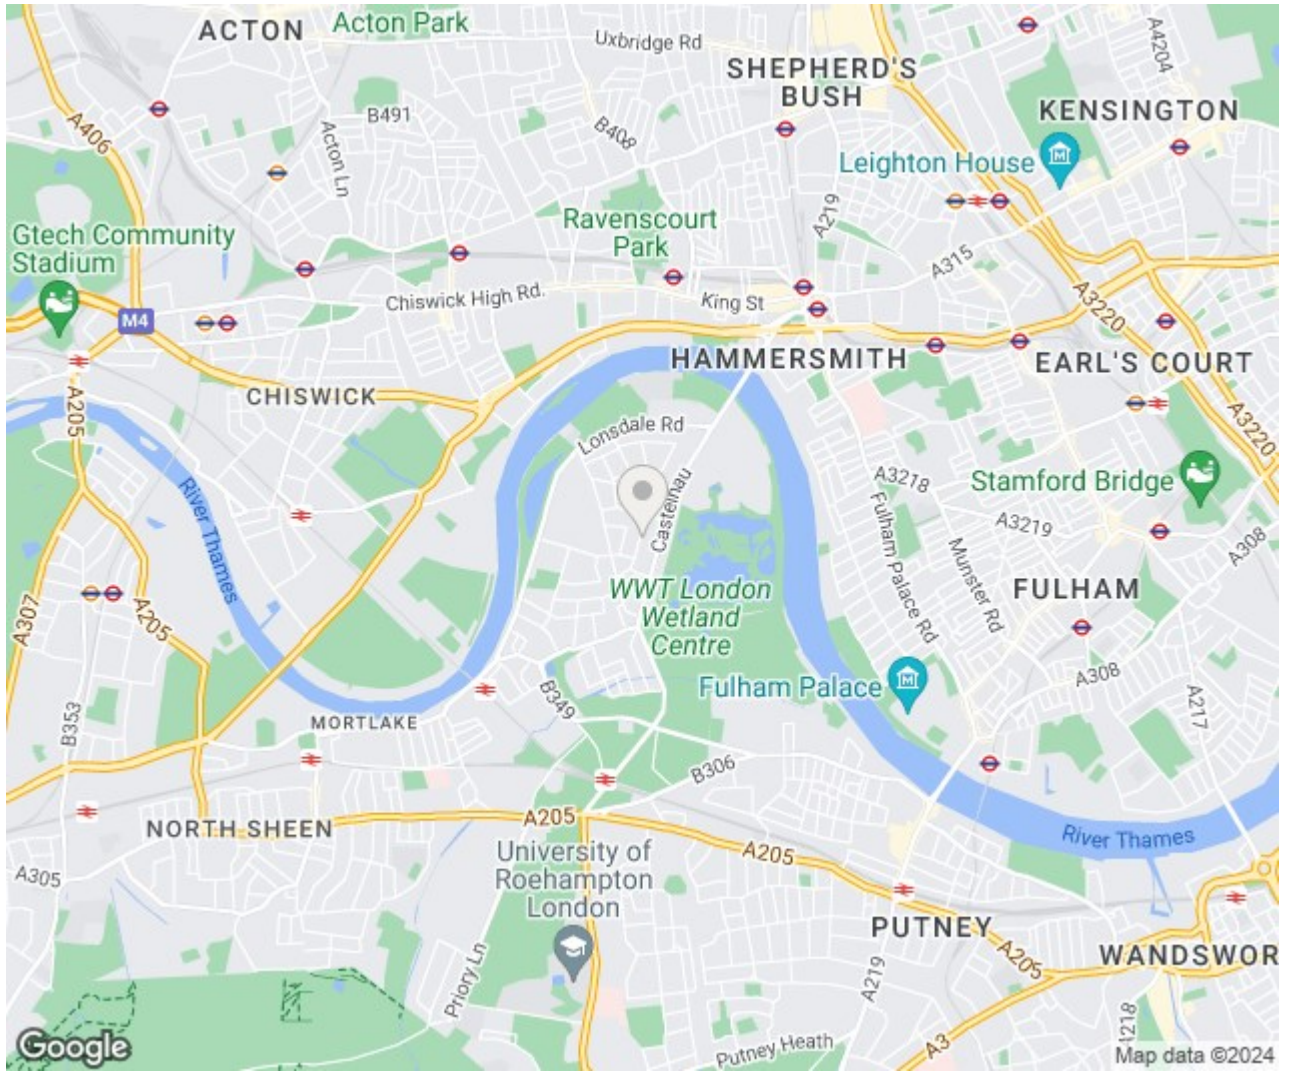 ACTON
Acton Park
Uxbridge Rd
A4204
SHEPHERD'S
BUSH
KENSINGTON
A406
B491
B408
Acton Ln
Leighton House
A219
Ravenscourt
Park
Gtech Community
Stadium
A315
Chiswick High Rd.
King St
A3220
M4
HAMMERSMITH
EARL'S COURT
CHISWICK
A205
Lonsdale Rd
A3220
A3218
Stamford Bridge
Castelnau
River Thames
Fulham Palace Rd
A3219
A308
Munster Rd
WWT London
Wetland
Centre
FULHAM
A307
A205
Fulham Palace
A308
B349
A217
B353
MORTLAKE
B306
NORTH SHEEN
A205
River Thames
A205
University of
Roehampton
London
A305
PUTNEY
A205
WANDSWOR
Priory Ln
A219
A218
A3
Putney Heath
Google
Map data ©2024